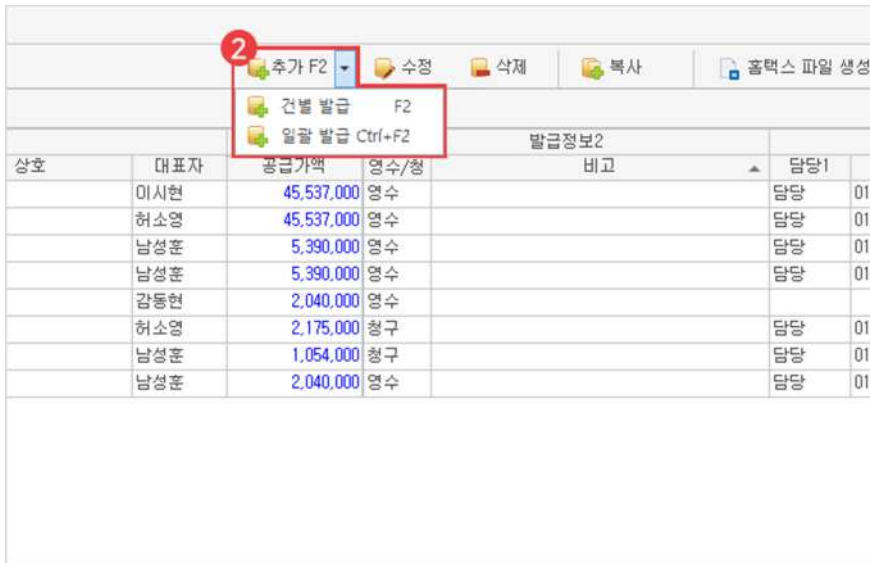 2
추가 F2 수정 삭제 복사 홈택스 파일 생성
건별 발급 F2
일괄 발급 Ctrl+F2
발급정보2
상호 대표자 공급가액 영수/청 비고 담당1
이시현 45,537,000 영수 담당 01
허소영 45,537,000 영수 담당 01
남성훈 5,390,000 영수 담당 01
남성훈 5,390,000 영수 담당 01
감동현 2,040,000 영수
허소영 2,175,000 청구 담당 01
남성훈 1,054,000 청구 담당 01
남성훈 2,040,000 영수 담당 01